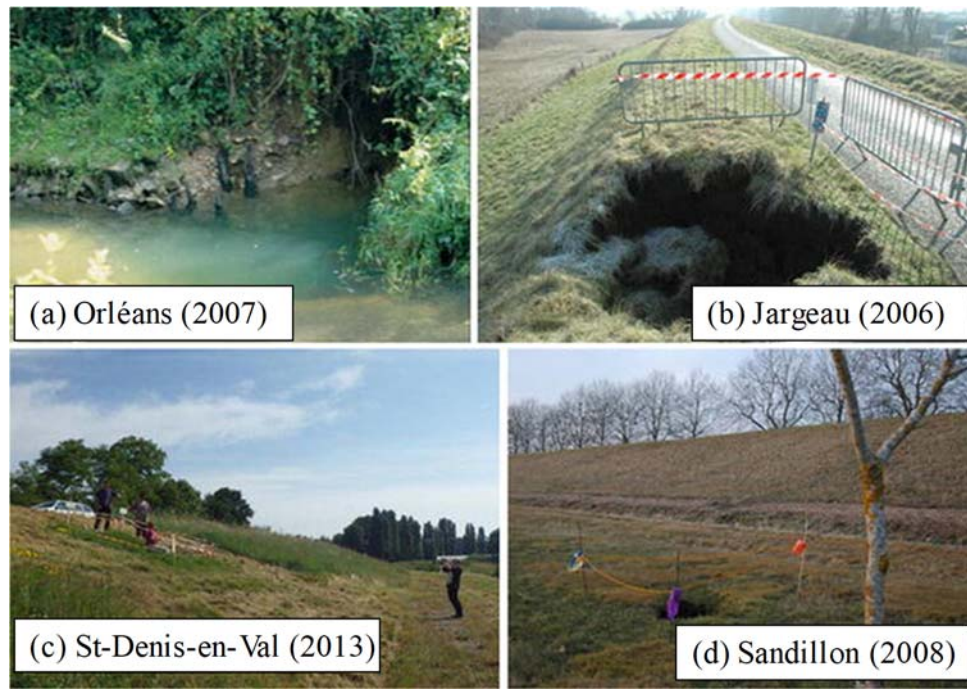 (a) Orléans (2007)
(b) Jargeau (2006)
(c) St-Denis-en-Val (2013)
(d) Sandillon (2008)